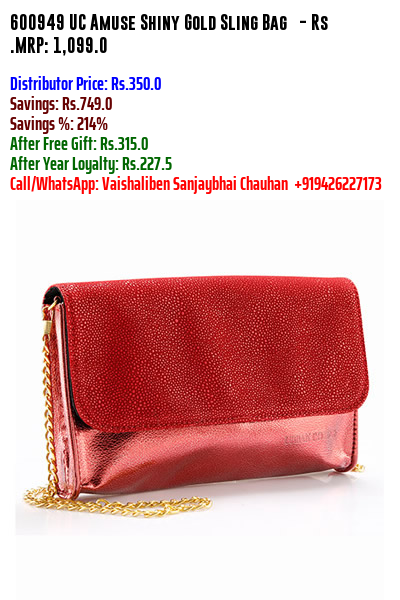 600949 UC Amuse Shiny Gold Sling Bag - Rs
.MRP: 1,099.0
Distributor Price: Rs.350.0
Savings: Rs.749.0
Savings %: 214%
After Free Gift: Rs.315.0
After Year Loyalty: Rs.227.5
Call/WhatsApp: Vaishaliben Sanjaybhai Chauhan +919426227173